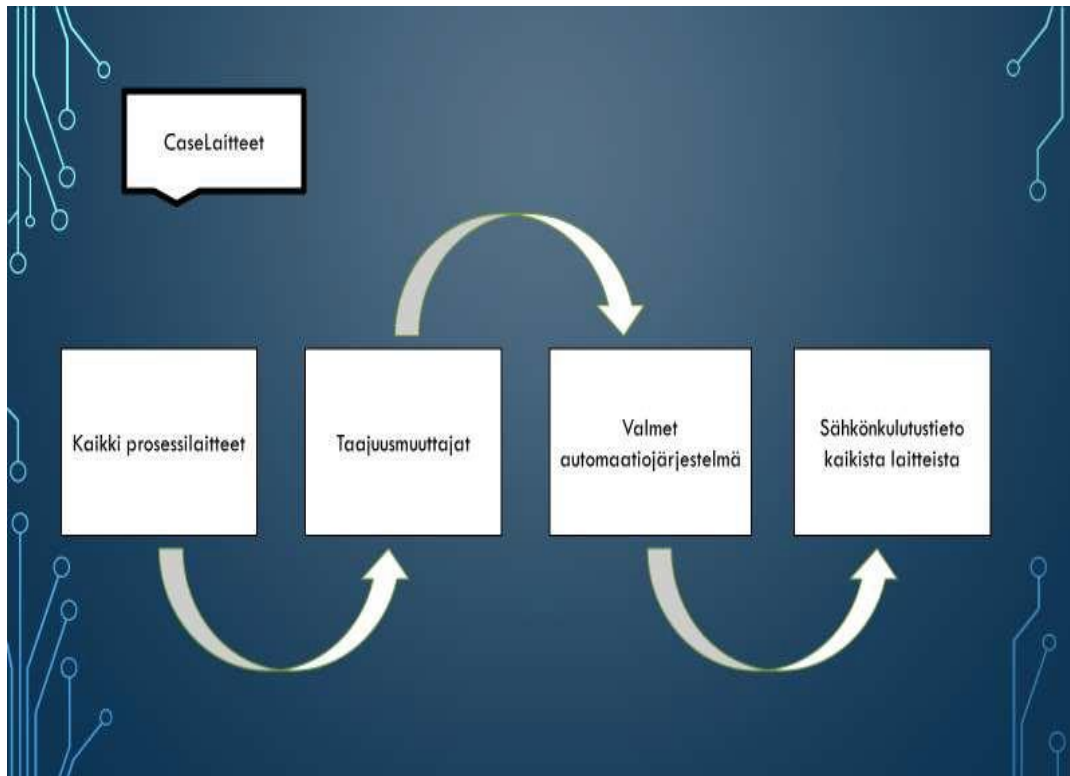 CaseLaitteet
Kaikki prosessilaitteet
Taajuusmuuttajat
Valmet
automaatiojärjestelmä
Sähkönkulutustieto
kaikista laitteista